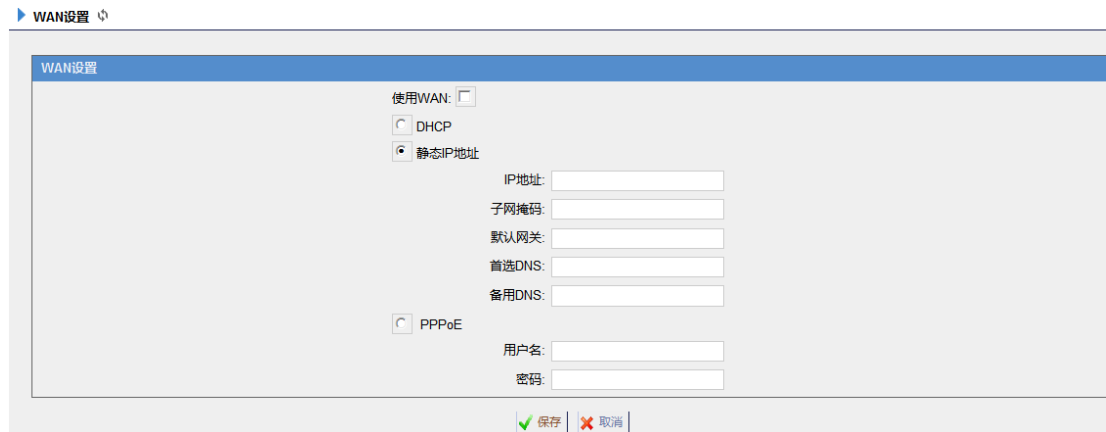 WAN设置
WAN设置
使用WAN:
DHCP
静态IP地址
IP地址:
子网掩码:
默认网关:
首选DNS:
备用DNS:
PPPoE
用户名:
密码:
保存 取消